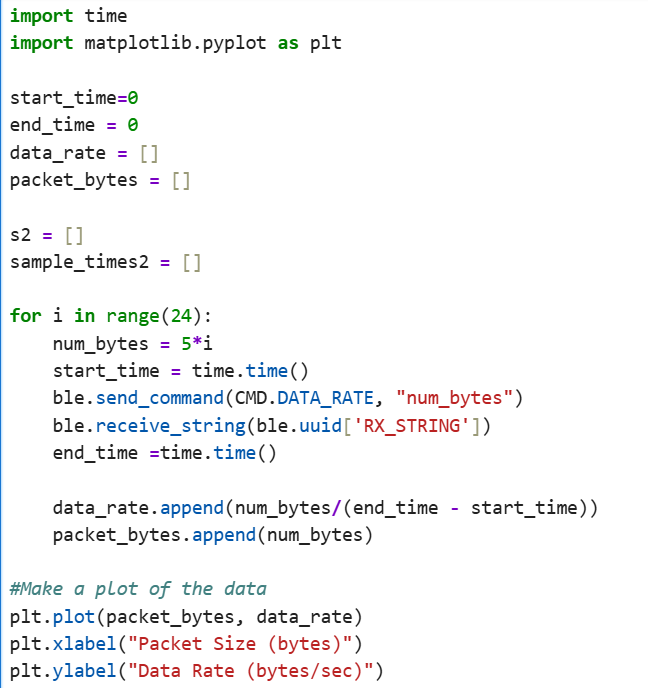 import time
import matplotlib.pyplot as plt

start_time=0
end_time = 0
data_rate = []
packet_bytes = []

s2 = []
sample_times2 = []

for i in range(24):
    num_bytes = 5*i
    start_time = time.time()
    ble.send_command(CMD.DATA_RATE, "num_bytes")
    ble.receive_string(ble.uuid['RX_STRING'])
    end_time =time.time()

    data_rate.append(num_bytes/(end_time - start_time))
    packet_bytes.append(num_bytes)

#Make a plot of the data
plt.plot(packet_bytes, data_rate)
plt.xlabel("Packet Size (bytes)")
plt.ylabel("Data Rate (bytes/sec)")